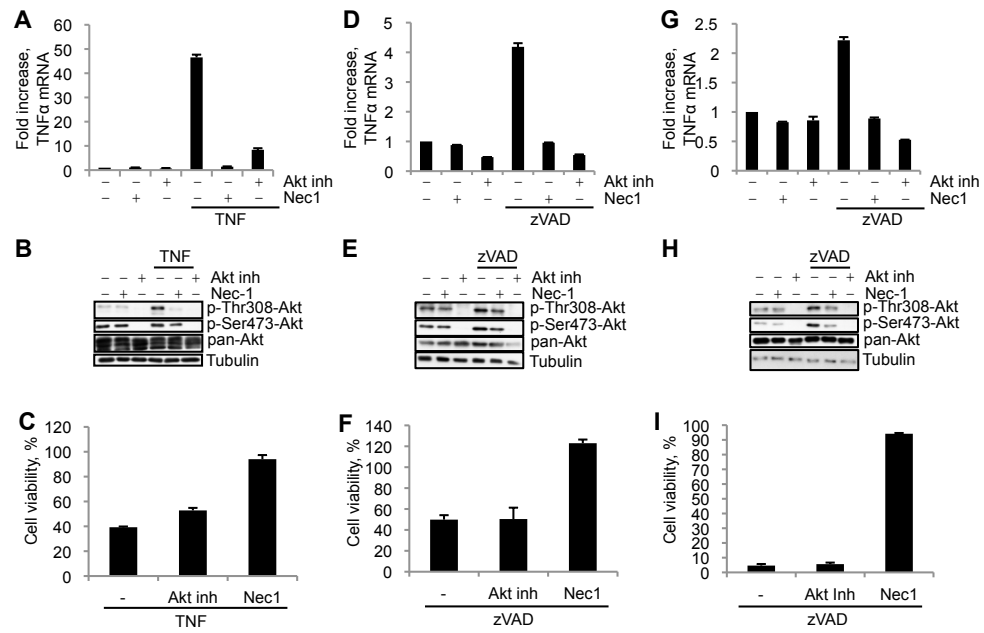 A
Fold increase,
TNFα mRNA
60
50
40
30
20
10
0
– – + – – + Akt inh
– + – – + – Nec1
TNF
D
Fold increase,
TNFα mRNA
5
4
3
2
1
0
– – + – – + Akt inh
– + – – + – Nec1
zVAD
G
Fold increase,
TNFα mRNA
2.5
2
1.5
1
0.5
0
– – + – – + Akt inh
– + – – + – Nec1
zVAD
B
TNF
– – + – – + Akt inh
– + – – + – Nec-1
p-Thr308-Akt
p-Ser473-Akt
pan-Akt
Tubulin
E
zVAD
– – + – – + Akt inh
– + – – + – Nec-1
p-Thr308-Akt
p-Ser473-Akt
pan-Akt
Tubulin
H
zVAD
– – + – – + Akt inh
– + – – + – Nec-1
p-Thr308-Akt
p-Ser473-Akt
pan-Akt
Tubulin
C
Cell viability, %
120
100
80
60
40
20
0
- Akt inh Nec1
TNF
F
Cell viability, %
140
120
100
80
60
40
20
0
- Akt inh Nec1
zVAD
I
Cell viability, %
100
90
80
70
60
50
40
30
20
10
0
- Akt Inh Nec1
zVAD